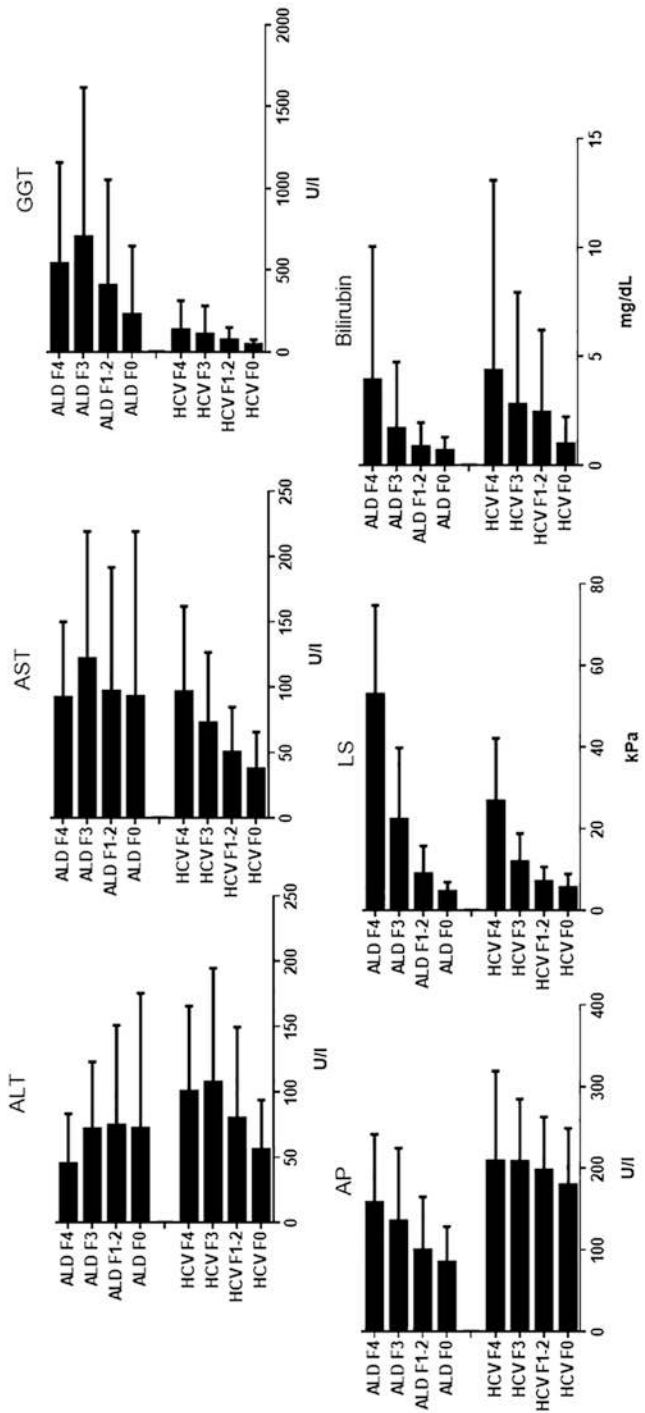 ALT
ALD F4
ALD F3
ALD F1-2
ALD F0
HCV F4
HCV F3
HCV F1-2
HCV F0
0 50 100 150 200 250
U/l
AST
ALD F4
ALD F3
ALD F1-2
ALD F0
HCV F4
HCV F3
HCV F1-2
HCV F0
0 50 100 150 200 250
U/l
GGT
ALD F4
ALD F3
ALD F1-2
ALD F0
HCV F4
HCV F3
HCV F1-2
HCV F0
0 500 1000 1500 2000
U/l
AP
ALD F4
ALD F3
ALD F1-2
ALD F0
HCV F4
HCV F3
HCV F1-2
HCV F0
0 100 200 300 400
U/l
LS
ALD F4
ALD F3
ALD F1-2
ALD F0
HCV F4
HCV F3
HCV F1-2
HCV F0
0 20 40 60 80
kPa
Bilirubin
ALD F4
ALD F3
ALD F1-2
ALD F0
HCV F4
HCV F3
HCV F1-2
HCV F0
0 5 10 15
mg/dL